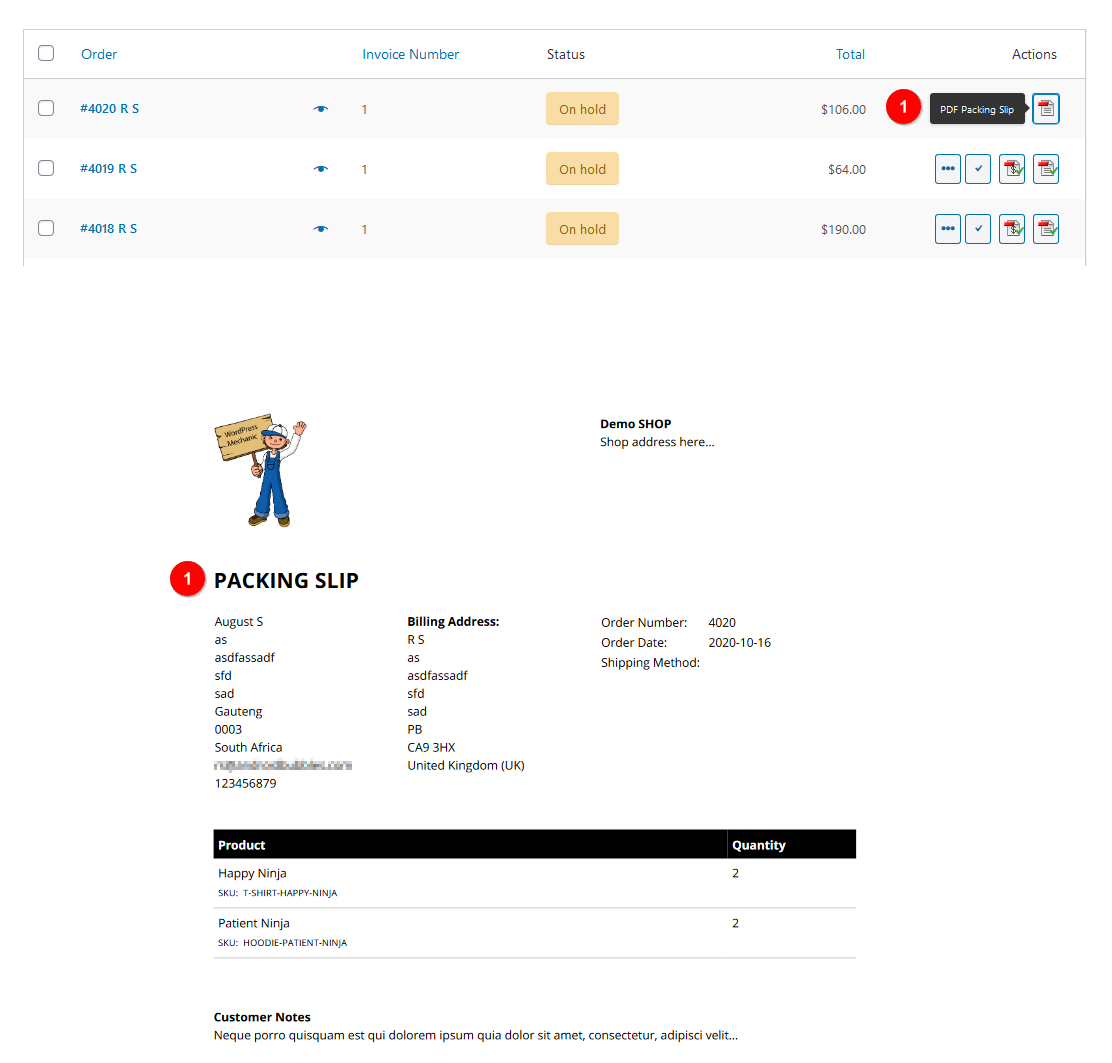 Order Invoice Number Status Total Actions
#4020 R S 1 On hold $106.00 1 PDF Packing Slip
#4019 R S 1 On hold $64.00
#4018 R S 1 On hold $190.00
WordPress
Mechanic
Demo SHOP
Shop address here...
1 PACKING SLIP
August S
as
asdfassadf
sfd
sad
Gauteng
0003
South Africa
123456879
Billing Address:
R S
as
asdfassadf
sfd
sad
PB
CA9 3HX
United Kingdom (UK)
Order Number: 4020
Order Date: 2020-10-16
Shipping Method:
Product Quantity
Happy Ninja 2
SKU: T-SHIRT-HAPPY-NINJA
Patient Ninja 2
SKU: HOODIE-PATIENT-NINJA
Customer Notes
Neque porro quisquam est qui dolorem ipsum quia dolor sit amet, consectetur, adipisci velit...